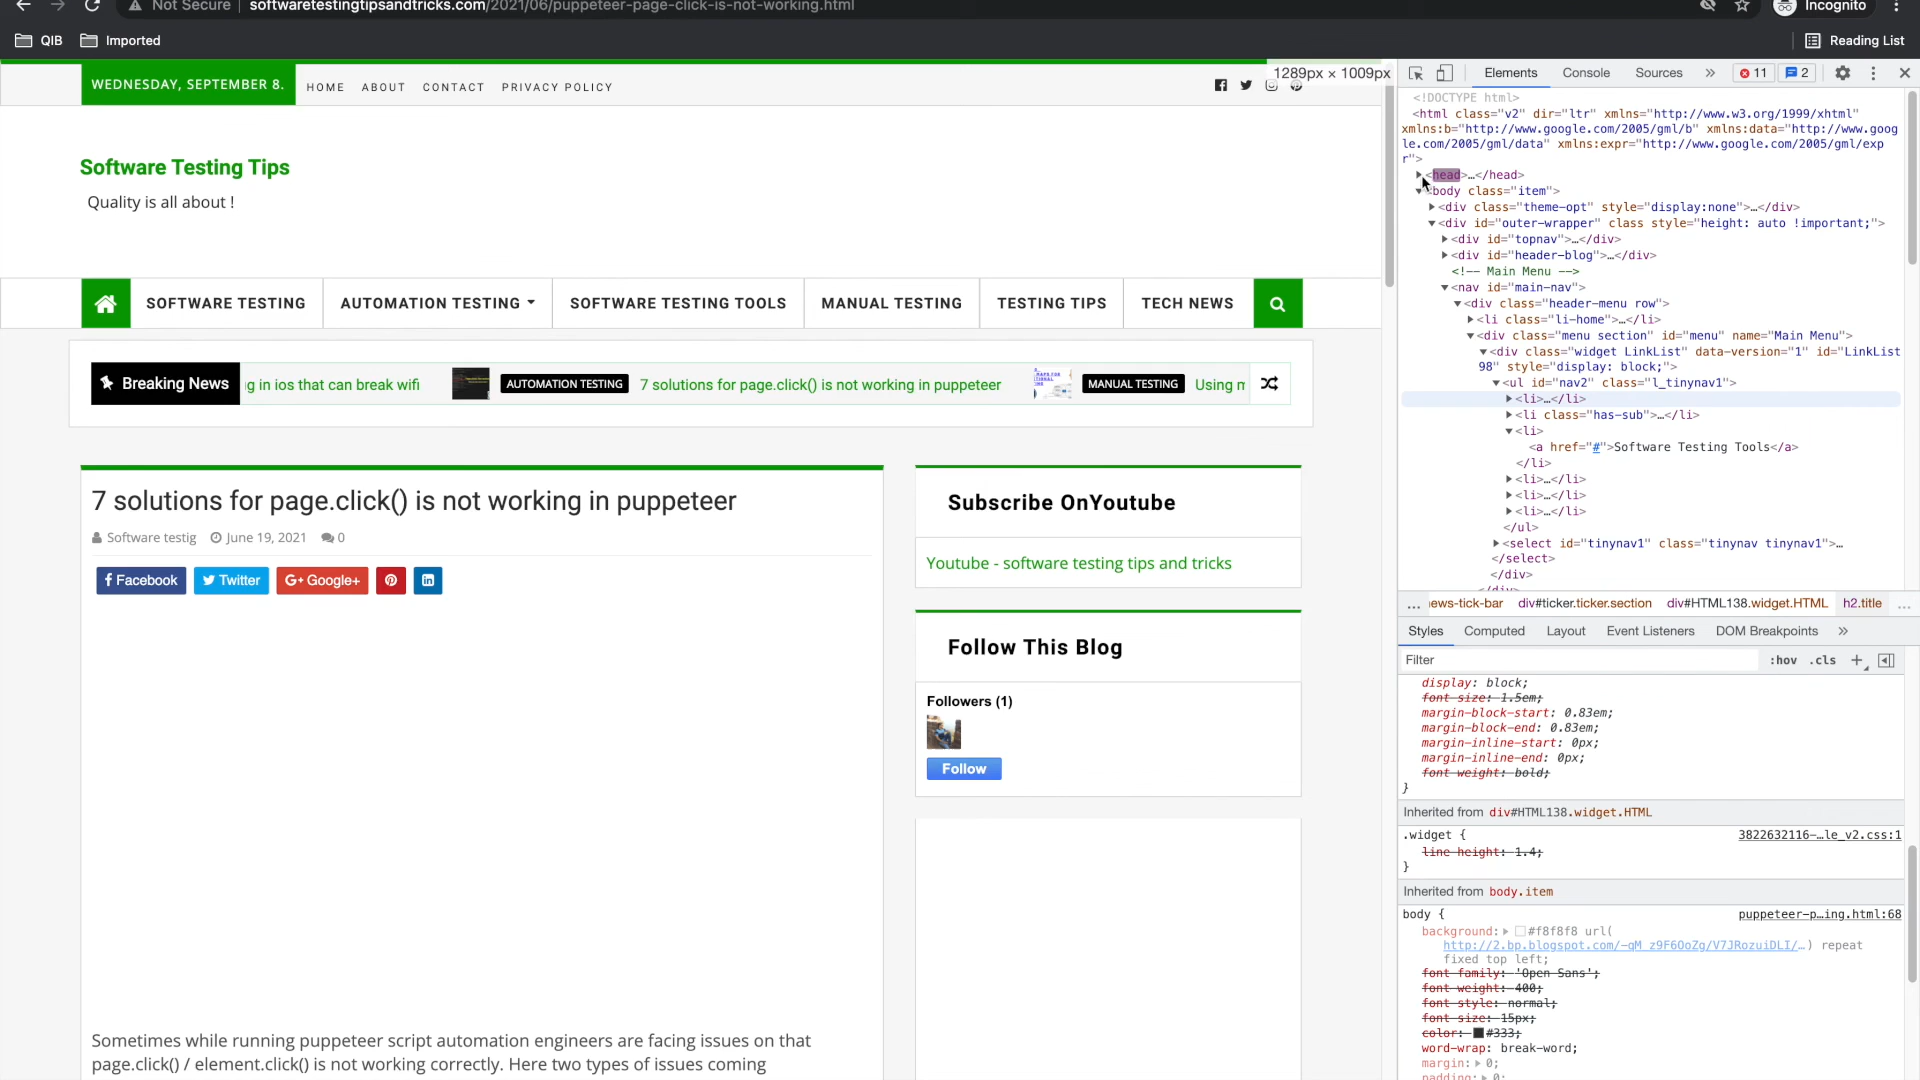 Not Secure | softwaretestingtipsandtricks.com/2021/06/puppeteer-page-click-is-not-working.html
Incognito
QIB Imported
Reading List
WEDNESDAY, SEPTEMBER 8. HOME ABOUT CONTACT PRIVACY POLICY
1289px × 1009px
Software Testing Tips
Quality is all about !
SOFTWARE TESTING AUTOMATION TESTING SOFTWARE TESTING TOOLS MANUAL TESTING TESTING TIPS TECH NEWS
Breaking News g in ios that can break wifi AUTOMATION TESTING 7 solutions for page.click() is not working in puppeteer MANUAL TESTING Using
7 solutions for page.click() is not working in puppeteer
Software testig June 19, 2021 0
Facebook Twitter G+ Google+
Sometimes while running puppeteer script automation engineers are facing issues on that
page.click() / element.click() is not working correctly. Here two types of issues coming
Subscribe OnYoutube
Youtube - software testing tips and tricks
Follow This Blog
Followers (1)
Follow
Elements Console Sources » 11 2
<!DOCTYPE html>
<html class="v2" dir="ltr" xmlns="http://www.w3.org/1999/xhtml"
xmlns:b="http://www.google.com/2005/gml/b" xmlns:data="http://www.goog
le.com/2005/gml/data" xmlns:expr="http://www.google.com/2005/gml/exp
r">
<head>…</head>
<body class="item">
<div class="theme-opt" style="display:none">…</div>
<div id="outer-wrapper" class style="height: auto !important;">
<div id="topnav">…</div>
<div id="header-blog">…</div>
<!-- Main Menu -->
<nav id="main-nav">
<div class="header-menu row">
<li class="li-home">…</li>
<div class="menu section" id="menu" name="Main Menu">
<div class="widget LinkList" data-version="1" id="LinkList
98" style="display: block;">
<ul id="nav2" class="l_tinynav1">
<li>…</li>
<li class="has-sub">…</li>
<li>
<a href="#">Software Testing Tools</a>
</li>
<li>…</li>
<li>…</li>
<li>…</li>
</ul>
<select id="tinynav1" class="tinynav tinynav1">…
</select>
</div>
… ews-tick-bar div#ticker.ticker.section div#HTML138.widget.HTML h2.title …
Styles Computed Layout Event Listeners DOM Breakpoints »
Filter :hov .cls +
display: block;
font-size: 1.5em;
margin-block-start: 0.83em;
margin-block-end: 0.83em;
margin-inline-start: 0px;
margin-inline-end: 0px;
font-weight: bold;
}
Inherited from div#HTML138.widget.HTML
.widget { 3822632116-…le_v2.css:1
line-height: 1.4;
}
Inherited from body.item
body { puppeteer-p…ing.html:68
background: #f8f8f8 url(
http://2.bp.blogspot.com/-qM_z9F6OoZg/V7JRozuiDLI/…) repeat
fixed top left;
font-family: 'Open Sans';
font-weight: 400;
font-style: normal;
font-size: 15px;
color: #333;
word-wrap: break-word;
margin: 0;
padding: 0;